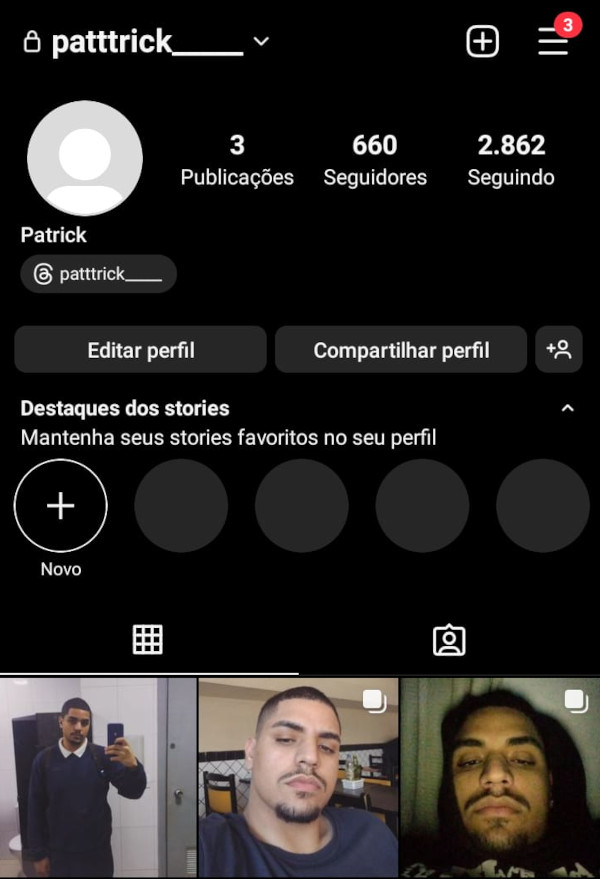 patttrick_____
3
3 660 2.862
Publicações Seguidores Seguindo
Patrick
patttrick_____
Editar perfil Compartilhar perfil
Destaques dos stories
Mantenha seus stories favoritos no seu perfil
Novo